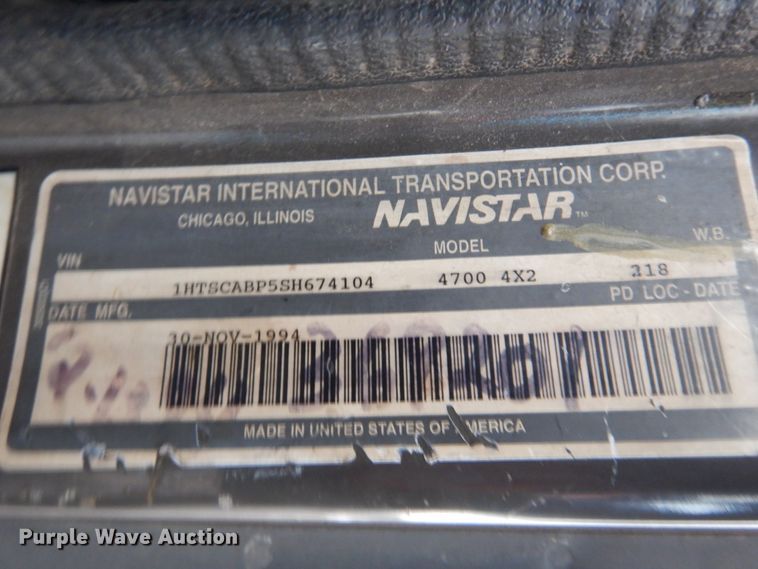 NAVISTAR INTERNATIONAL TRANSPORTATION CORP.
CHICAGO, ILLINOIS NAVISTAR™
VIN MODEL W.B.
1HTSCABP5SH674104 4700 4X2 218
DATE MFG. PD LOC - DATE
30-NOV-1994
MADE IN UNITED STATES OF AMERICA
Purple Wave Auction